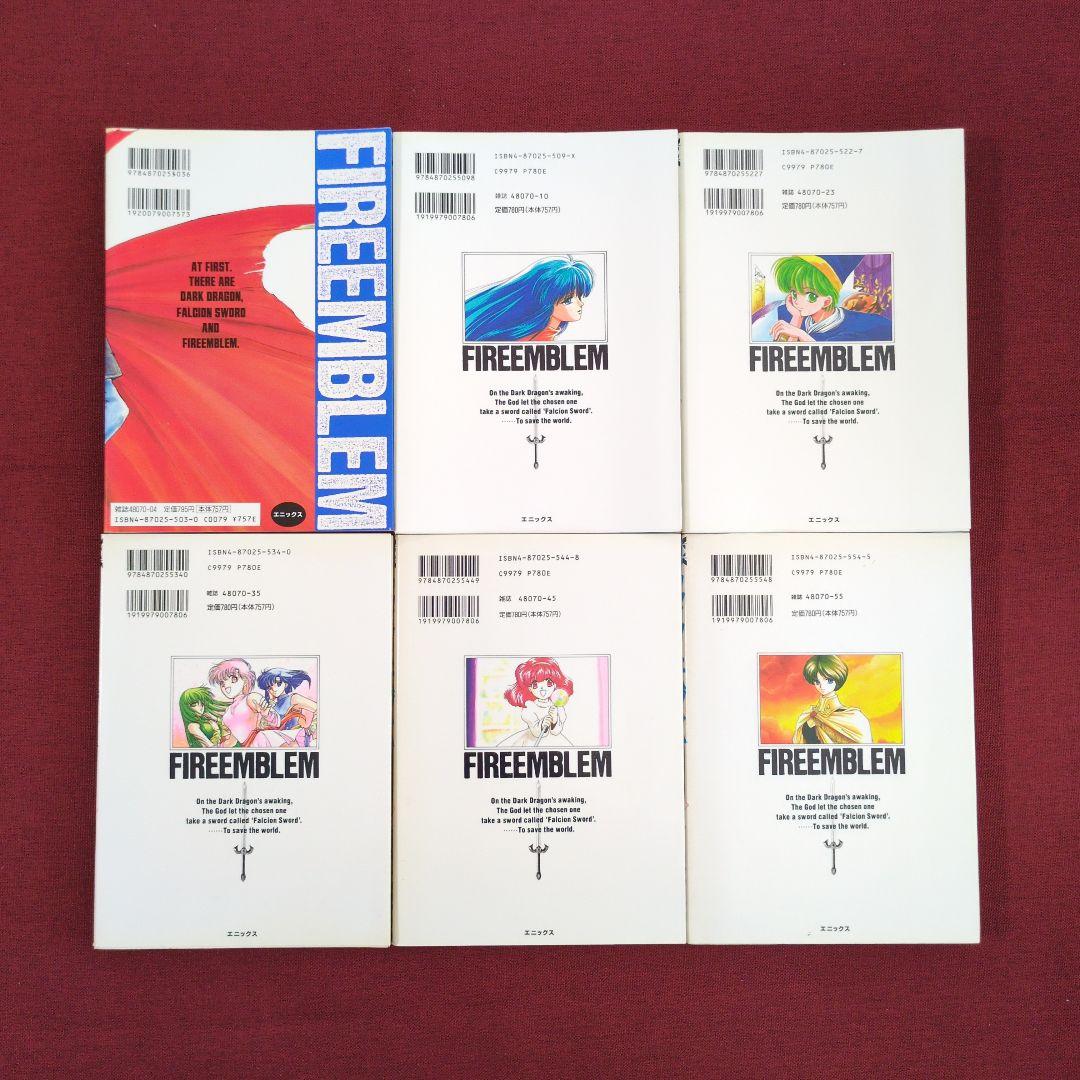 9784870255036
1920079007573
AT FIRST.
THERE ARE
DARK DRAGON,
FALCION SWORD
AND
FIREEMBLEM.
FIREEMBLEM
雑誌48070-04 定価785円[本体757円]
ISBN4-87025-503-0 C0079 ¥757E
エニックス
9784870255098
ISBN4-87025-509-X
C9979 P780E
1919979007806
雑誌 48070-10
定価780円(本体757円)
FIREEMBLEM
On the Dark Dragon's awaking,
The God let the chosen one
take a sword called 'Falcion Sword'.
……To save the world.
エニックス
9784870255227
ISBN4-87025-522-7
C9979 P780E
1919979007806
雑誌 48070-23
定価780円(本体757円)
FIREEMBLEM
On the Dark Dragon's awaking,
The God let the chosen one
take a sword called 'Falcion Sword'.
……To save the world.
エニックス
9784870255340
ISBN4-87025-534-0
C9979 P780E
1919979007806
雑誌 48070-35
定価780円(本体757円)
FIREEMBLEM
On the Dark Dragon's awaking,
The God let the chosen one
take a sword called 'Falcion Sword'.
……To save the world.
エニックス
9784870255449
ISBN4-87025-544-8
C9979 P780E
1919979007806
雑誌 48070-45
定価780円(本体757円)
FIREEMBLEM
On the Dark Dragon's awaking,
The God let the chosen one
take a sword called 'Falcion Sword'.
……To save the world.
エニックス
9784870255548
ISBN4-87025-554-5
C9979 P780E
1919979007806
雑誌 48070-55
定価780円(本体757円)
FIREEMBLEM
On the Dark Dragon's awaking,
The God let the chosen one
take a sword called 'Falcion Sword'.
……To save the world.
エニックス